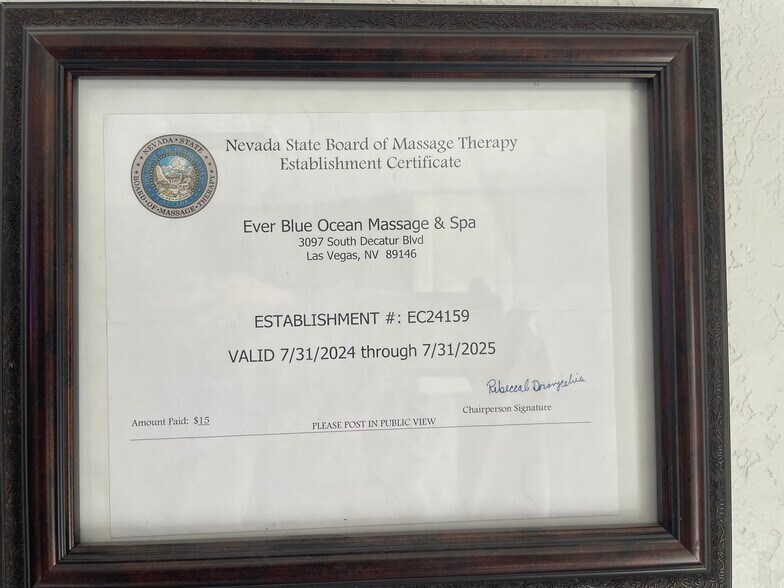 NEVADA • STATE
BOARD • OF • MASSAGE • THERAPY
Nevada State Board of Massage Therapy
Establishment Certificate
Ever Blue Ocean Massage & Spa
3097 South Decatur Blvd
Las Vegas, NV 89146
ESTABLISHMENT #: EC24159
VALID 7/31/2024 through 7/31/2025
Chairperson Signature
Amount Paid: $15
PLEASE POST IN PUBLIC VIEW